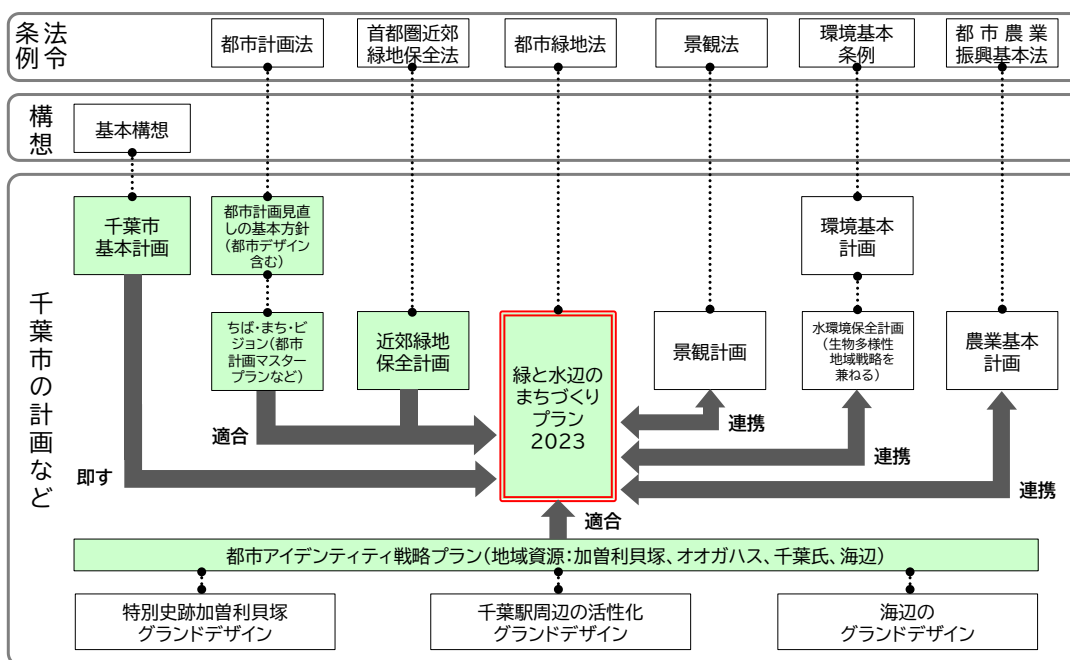 法令
条例
都市計画法
首都圏近郊
緑地保全法
都市緑地法
景観法
環境基本
条例
都市農業
振興基本法
構想
基本構想
千葉市の計画など
千葉市
基本計画
都市計画見直
しの基本方針
(都市デザイン
含む)
環境基本
計画
ちば・まち・ビ
ジョン(都市
計画マスター
プランなど)
近郊緑地
保全計画
緑と水辺の
まちづくり
プラン
2023
景観計画
水環境保全計画
(生物多様性
地域戦略を
兼ねる)
農業基本
計画
適合
連携
連携
即す
連携
適合
都市アイデンティティ戦略プラン(地域資源:加曽利貝塚、オオガハス、千葉氏、海辺)
特別史跡加曽利貝塚
グランドデザイン
千葉駅周辺の活性化
グランドデザイン
海辺の
グランドデザイン